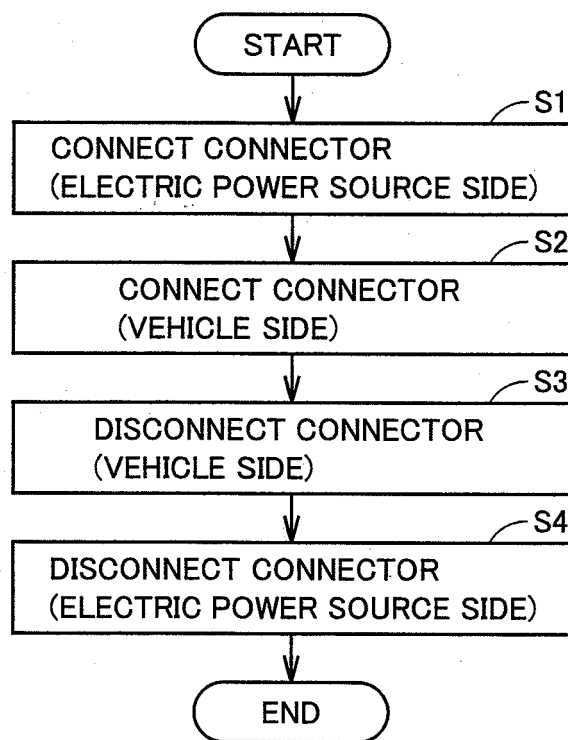 START
S1
CONNECT CONNECTOR
(ELECTRIC POWER SOURCE SIDE)
S2
CONNECT CONNECTOR
(VEHICLE SIDE)
S3
DISCONNECT CONNECTOR
(VEHICLE SIDE)
S4
DISCONNECT CONNECTOR
(ELECTRIC POWER SOURCE SIDE)
END